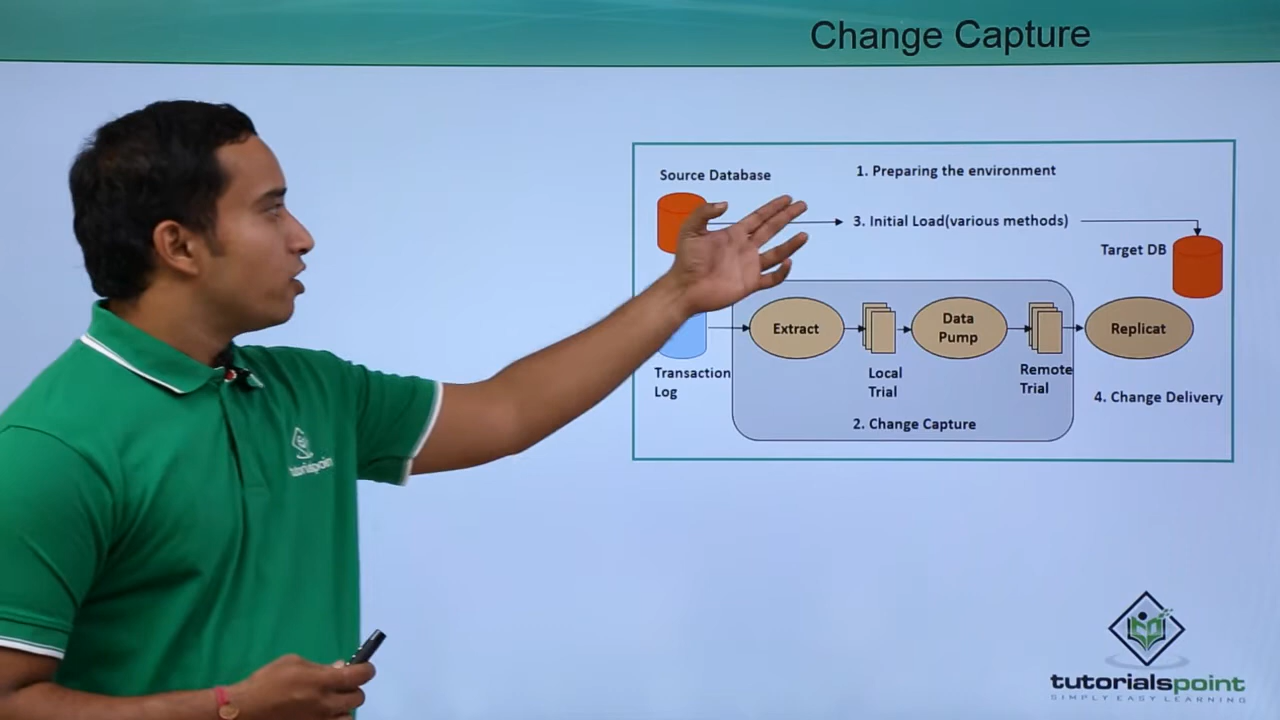 Change Capture
Source Database
1. Preparing the environment
3. Initial Load(various methods)
Target DB
Extract
Data
Pump
Replicat
Transaction
Log
Local
Trial
Remote
Trial
4. Change Delivery
2. Change Capture
tutorialspoint
tutorialspoint
SIMPLY EASY LEARNING